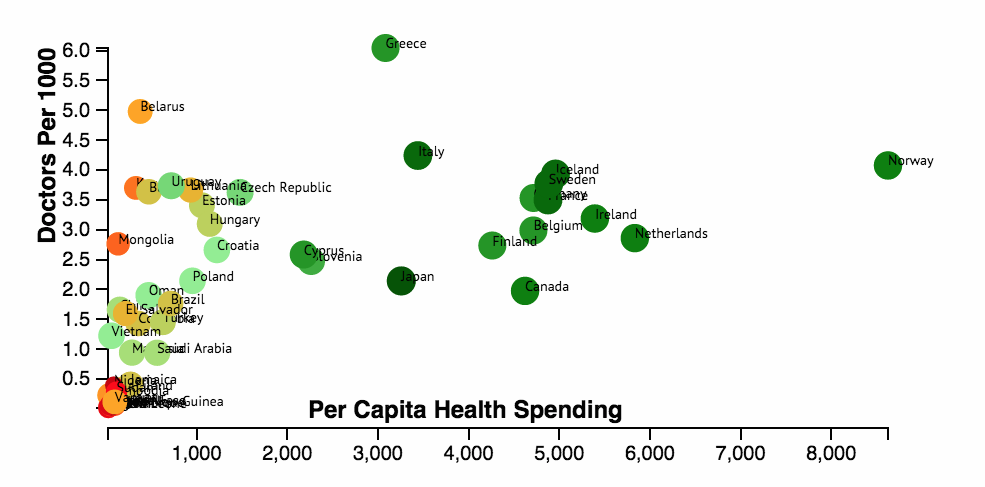 Doctors Per 1000
6.0
5.5
5.0
4.5
4.0
3.5
3.0
2.5
2.0
1.5
1.0
0.5
Greece
Belarus
Italy
Norway
Iceland
Sweden
Uruguay
Lithuania
Czech Republic
Estonia
Ireland
Hungary
Belgium
Netherlands
Mongolia
Finland
Croatia
Cyprus
Poland
Japan
Canada
Oman
Brazil
El Salvador
Turkey
Vietnam
Saudi Arabia
Per Capita Health Spending
1,000
2,000
3,000
4,000
5,000
6,000
7,000
8,000